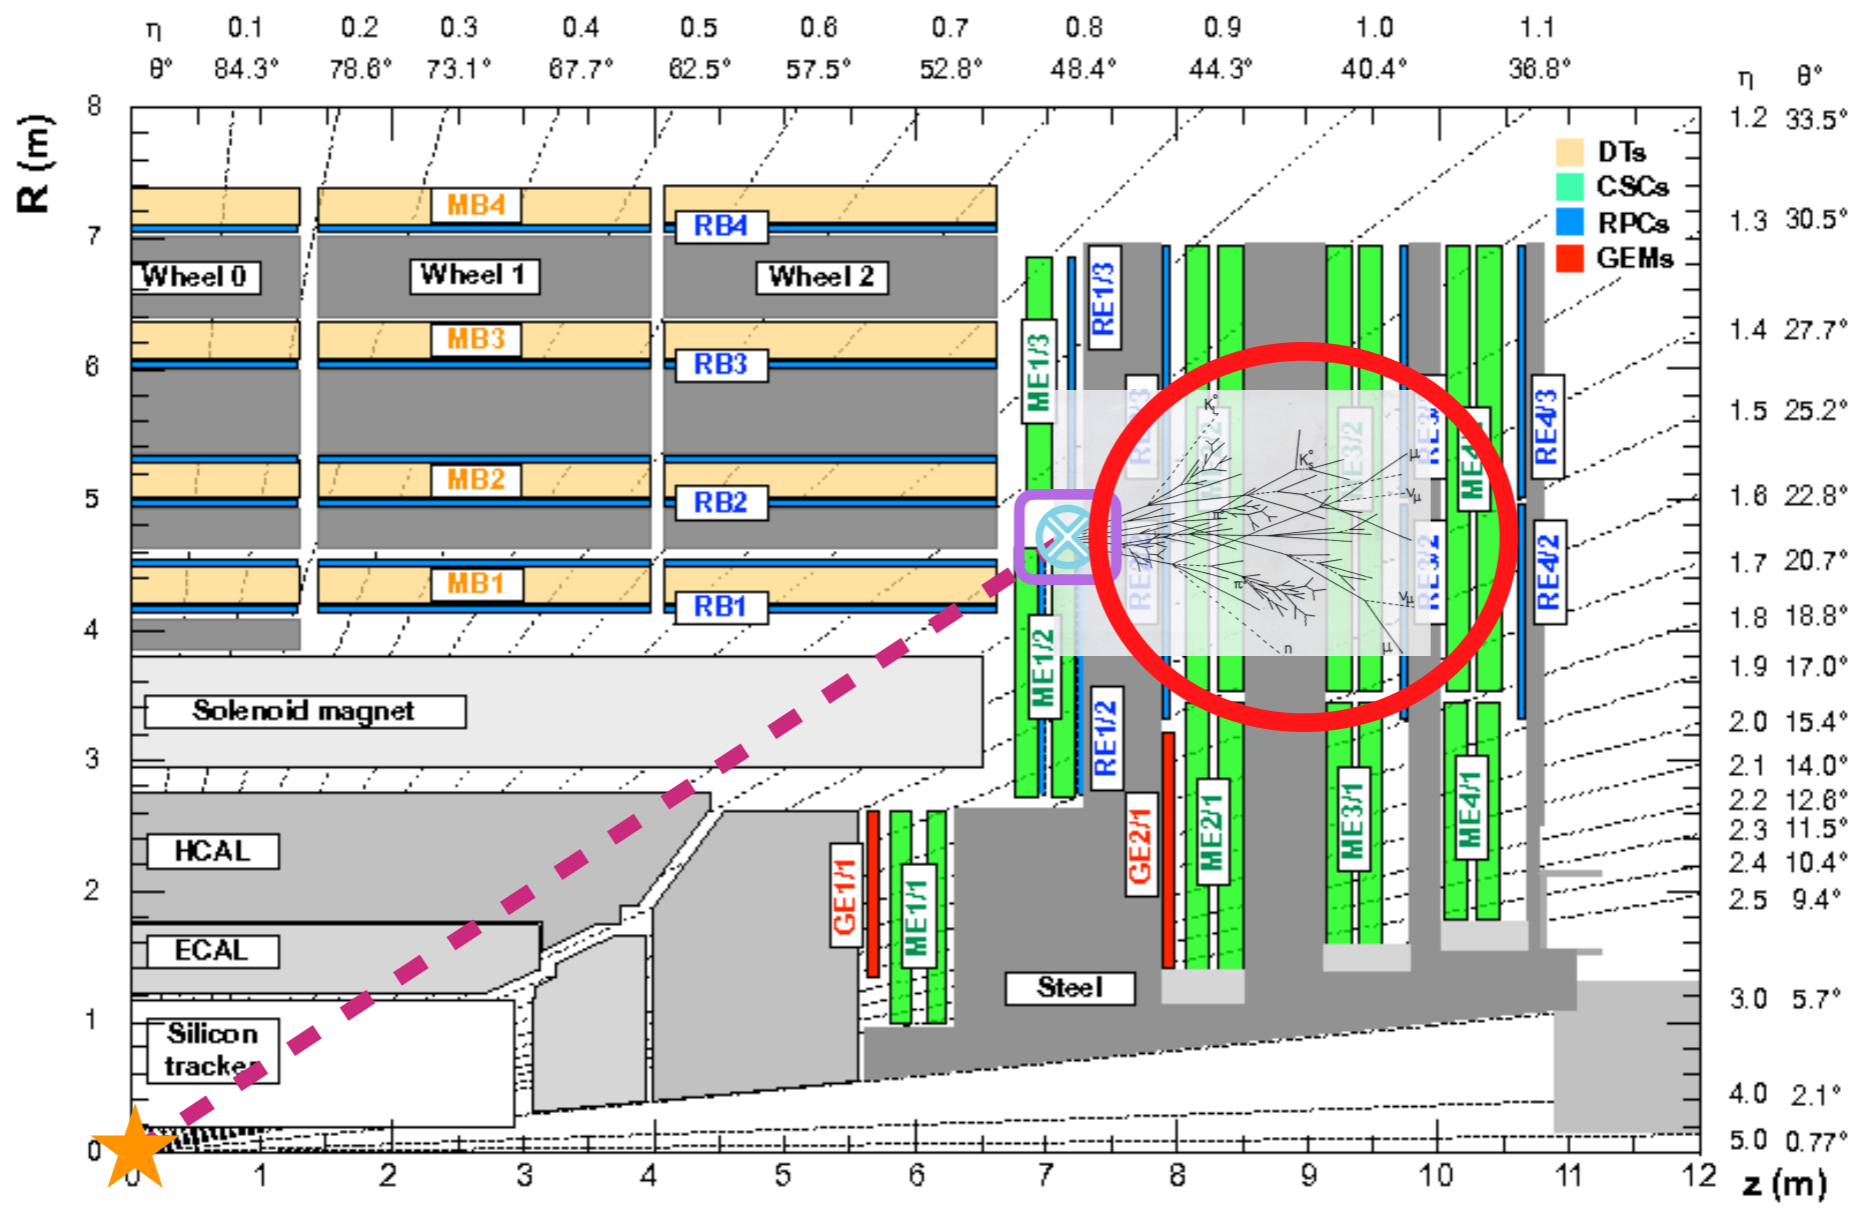 η 0.1 0.2 0.3 0.4 0.5 0.6 0.7 0.8 0.9 1.0 1.1
θ° 84.3° 78.6° 73.1° 67.7° 62.5° 57.5° 52.8° 48.4° 44.3° 40.4° 36.8°
η θ°
1.2 33.5°
1.3 30.5°
1.4 27.7°
1.5 25.2°
1.6 22.8°
1.7 20.7°
1.8 18.8°
1.9 17.0°
2.0 15.4°
2.1 14.0°
2.2 12.6°
2.3 11.5°
2.4 10.4°
2.5 9.4°
3.0 5.7°
4.0 2.1°
5.0 0.77°
R (m)
8
7
6
5
4
3
2
1
0
DTs
CSCs
RPCs
GEMs
MB4
RB4
Wheel 0
Wheel 1
Wheel 2
MB3
RB3
MB2
RB2
MB1
RB1
Solenoid magnet
HCAL
ECAL
Silicon
tracker
Steel
ME1/3
RE1/3
ME1/2
RE1/2
GE1/1
ME1/1
GE2/1
ME2/1
ME3/2
ME3/1
RE3/2
ME4/1
RE4/3
RE4/2
K°L
K°s
μ
νμ
π°
π°
νμ
μ
n
0 1 2 3 4 5 6 7 8 9 10 11 12
z (m)